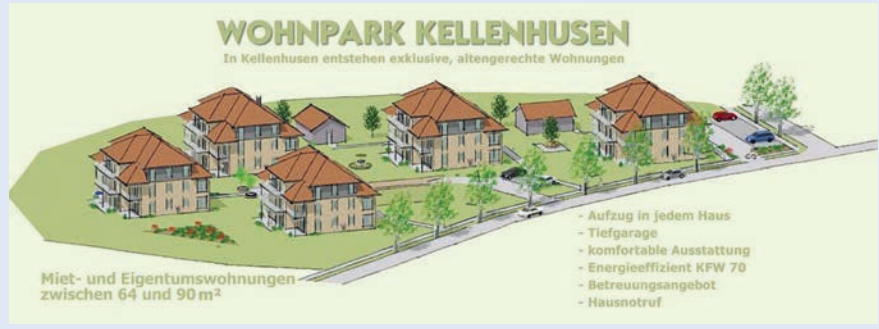 WOHNPARK KELLENHUSEN
In Kellenhusen entstehen exklusive, altengerechte Wohnungen
- Aufzug in jedem Haus
- Tiefgarage
- komfortable Ausstattung
- Energieeffizient KFW 70
- Betreuungsangebot
- Hausnotruf
Miet- und Eigentumswohnungen
zwischen 64 und 90 m²